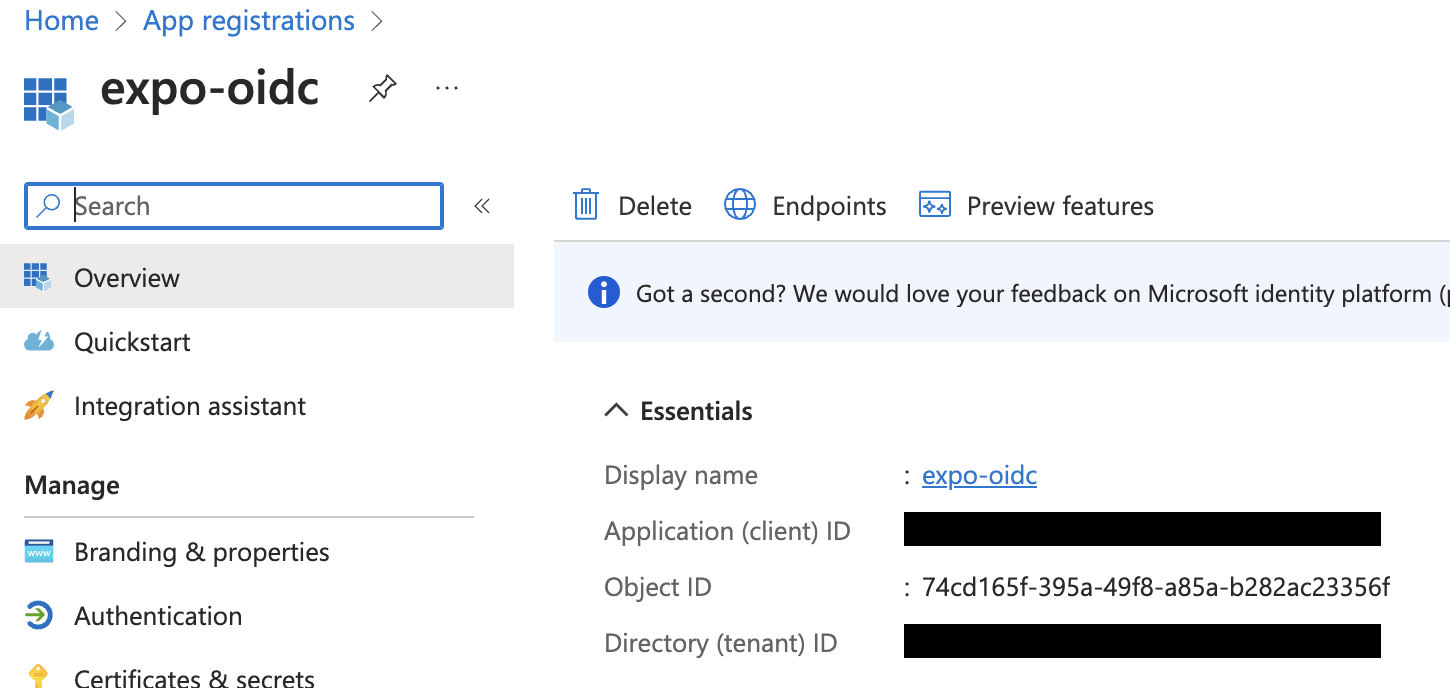 Home > App registrations >
expo-oidc
...
Search
«
Delete
Endpoints
Preview features
Overview
Got a second? We would love your feedback on Microsoft identity platform (p
Quickstart
Integration assistant
Essentials
Manage
Display name : expo-oidc
Application (client) ID
Branding & properties
www
Object ID : 74cd165f-395a-49f8-a85a-b282ac23356f
Authentication
Directory (tenant) ID
Certificates & secrets